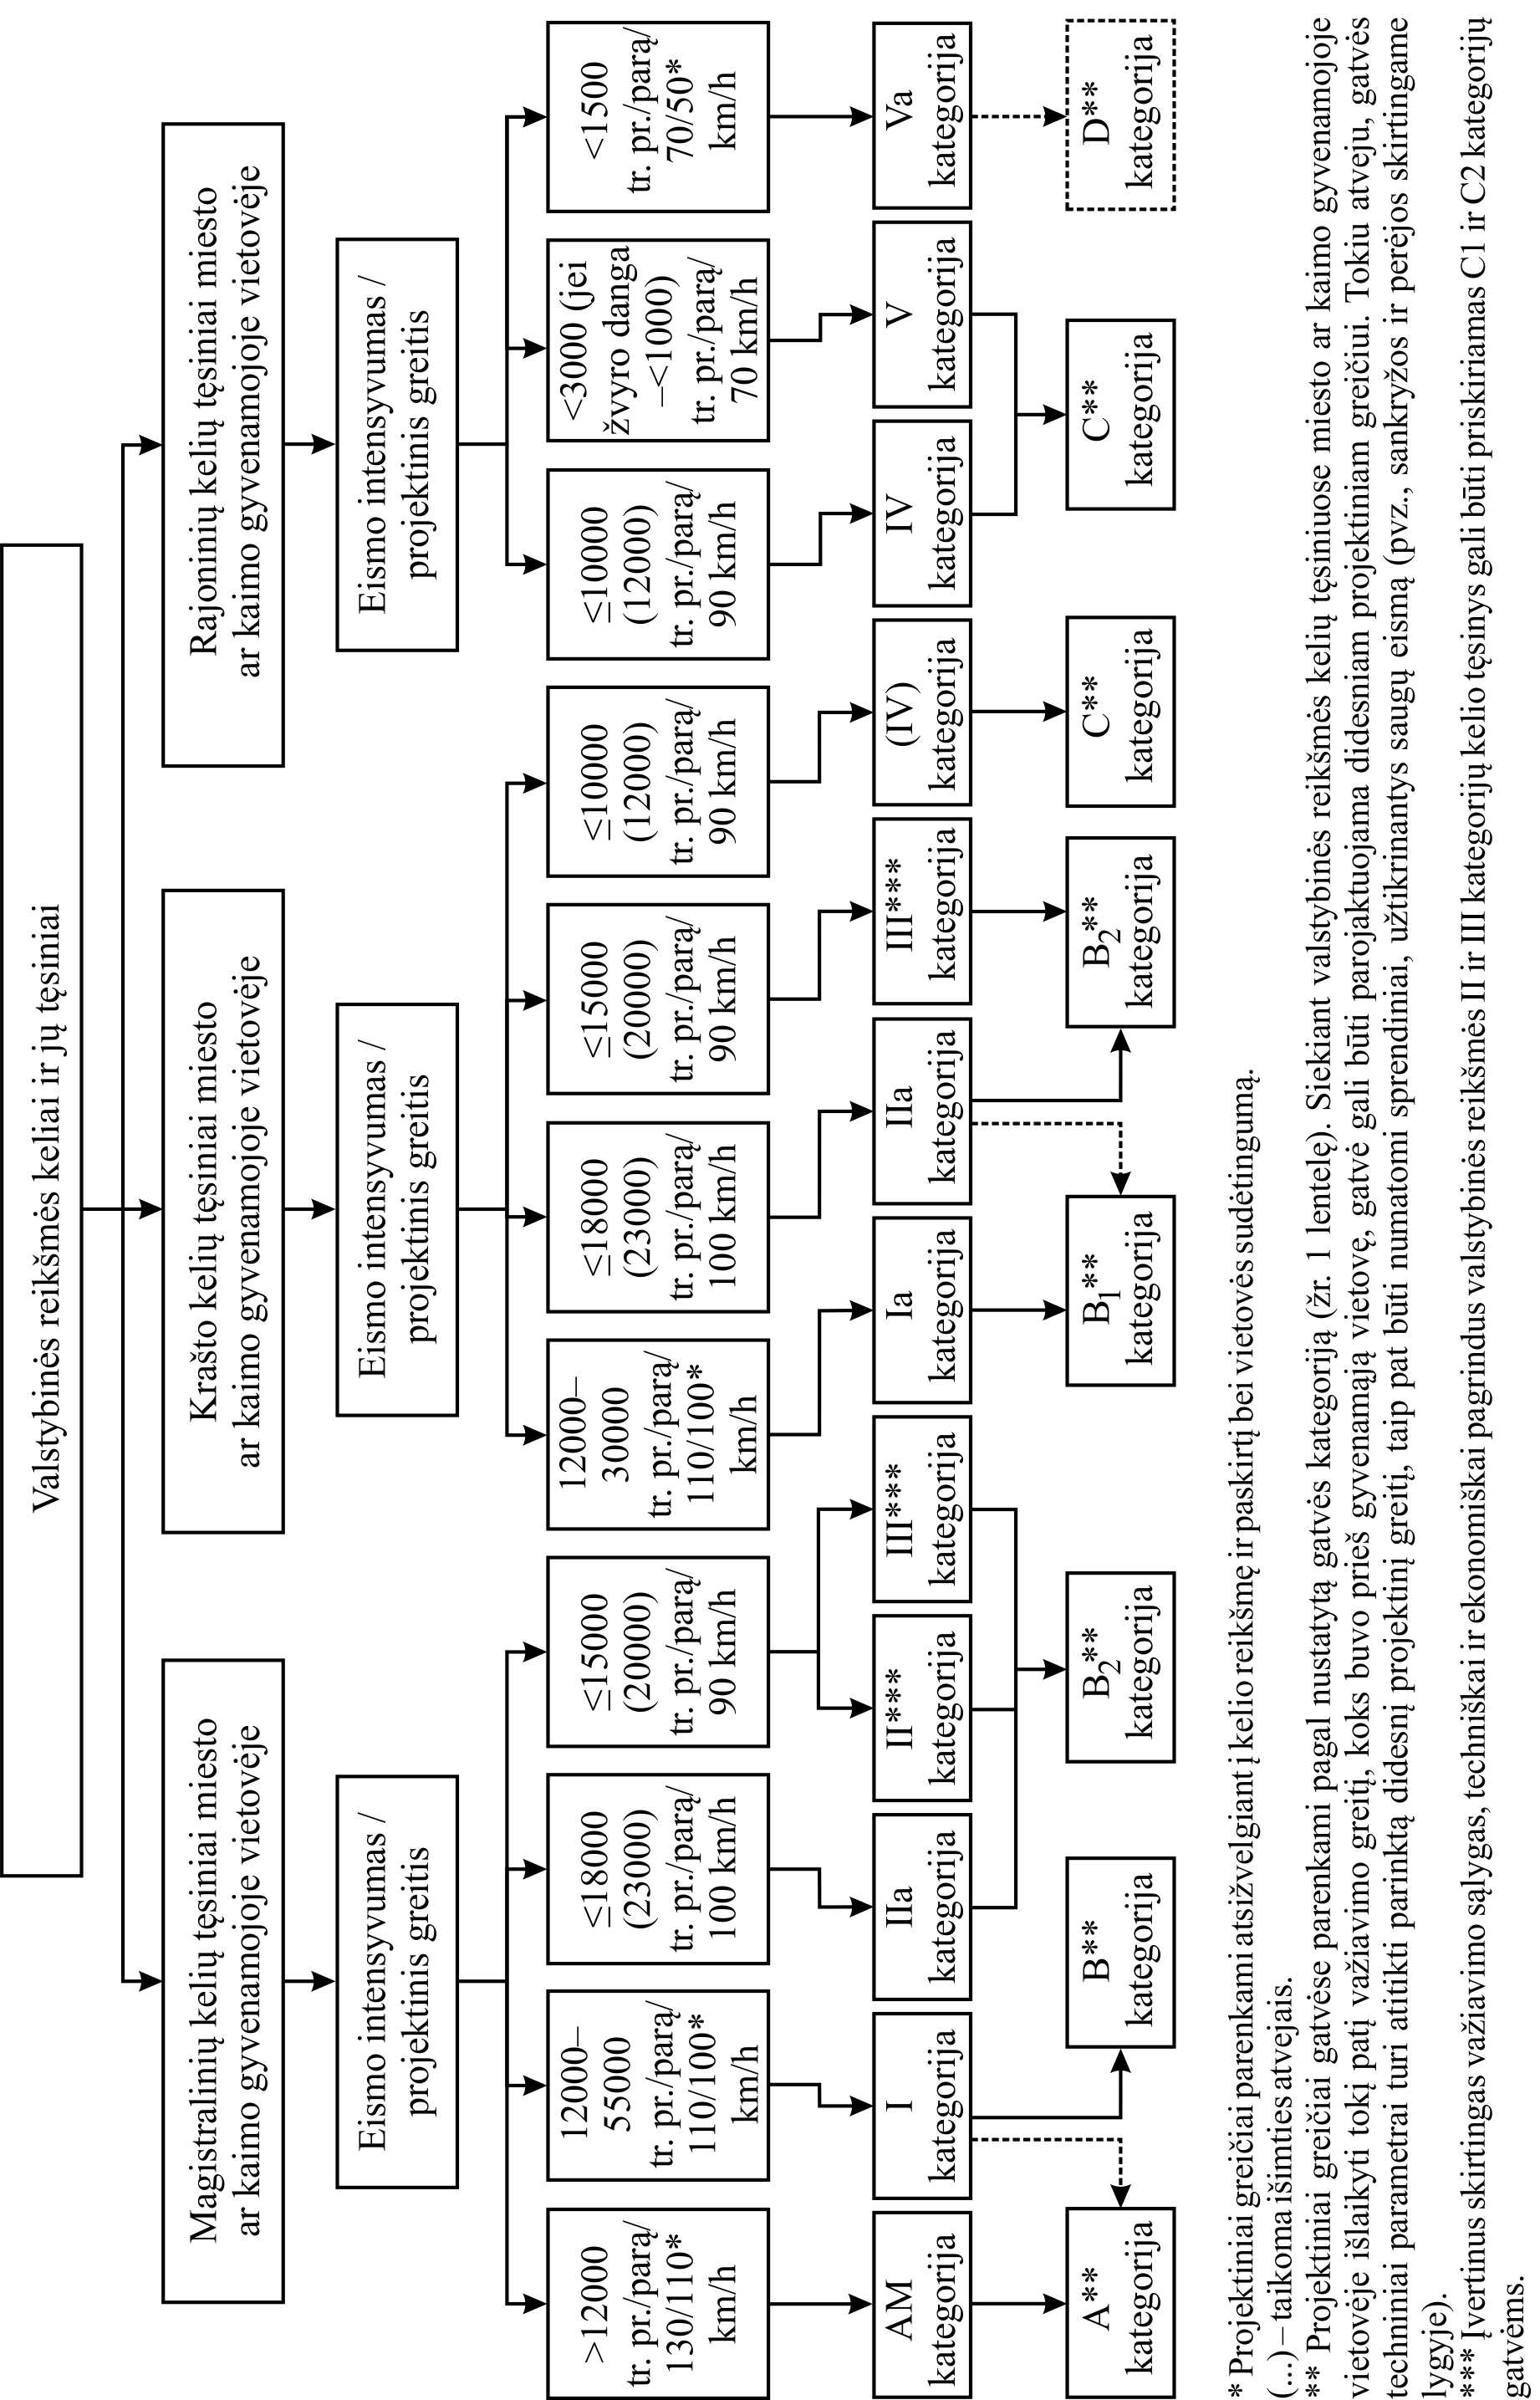 Valstybinės reikšmės keliai ir jų tęsiniai
Magistralinių kelių tęsiniai miesto
ar kaimo gyvenamojoje vietovėje
Krašto kelių tęsiniai miesto
ar kaimo gyvenamojoje vietovėje
Rajoninių kelių tęsiniai miesto
ar kaimo gyvenamojoje vietovėje
Eismo intensyvumas /
projektinis greitis
Eismo intensyvumas /
projektinis greitis
Eismo intensyvumas /
projektinis greitis
>12000
tr. pr./parą/
130/110*
km/h
12000–
55000
tr. pr./parą/
110/100*
km/h
≤18000
(23000)
tr. pr./parą/
100 km/h
≤15000
(20000)
tr. pr./parą/
90 km/h
12000–
30000
tr. pr./parą/
110/100*
km/h
≤18000
(23000)
tr. pr./parą/
100 km/h
≤15000
(20000)
tr. pr./parą/
90 km/h
≤10000
(12000)
tr. pr./parą/
90 km/h
≤10000
(12000)
tr. pr./parą/
90 km/h
<3000 (jei
žvyro danga
–<1000)
tr. pr./parą/
70 km/h
<1500
tr. pr./parą/
70/50*
km/h
AM
kategorija
I
kategorija
IIa
kategorija
II***
kategorija
III***
kategorija
Ia
kategorija
IIa
kategorija
III***
kategorija
(IV)
kategorija
IV
kategorija
V
kategorija
Va
kategorija
A**
kategorija
B**
kategorija
B2**
kategorija
B1**
kategorija
B2**
kategorija
C**
kategorija
C**
kategorija
D**
kategorija
* Projektiniai greičiai parenkami atsižvelgiant į kelio reikšmę ir paskirtį bei vietovės sudėtingumą.
(...) – taikoma išimties atvejais.
** Projektiniai greičiai gatvėse parenkami pagal nustatytą gatvės kategoriją (žr. 1 lentelę). Siekiant valstybinės reikšmės kelių tęsiniuose miesto ar kaimo gyvenamojoje
vietovėje išlaikyti tokį patį važiavimo greitį, koks buvo prieš gyvenamąją vietovę, gatvė gali būti parojaktuojama didesniam projektiniam greičiui. Tokiu atveju, gatvės
techniniai parametrai turi atitikti parinktą didesnį projektinį greitį, taip pat būti numatomi sprendiniai, užtikrinantys saugų eismą (pvz., sankryžos ir perėjos skirtingame
lygyje).
*** Įvertinus skirtingas važiavimo sąlygas, techniškai ir ekonomiškai pagrindus valstybinės reikšmės II ir III kategorijų kelio tęsinys gali būti priskiriamas C1 ir C2 kategorijų
gatvėms.